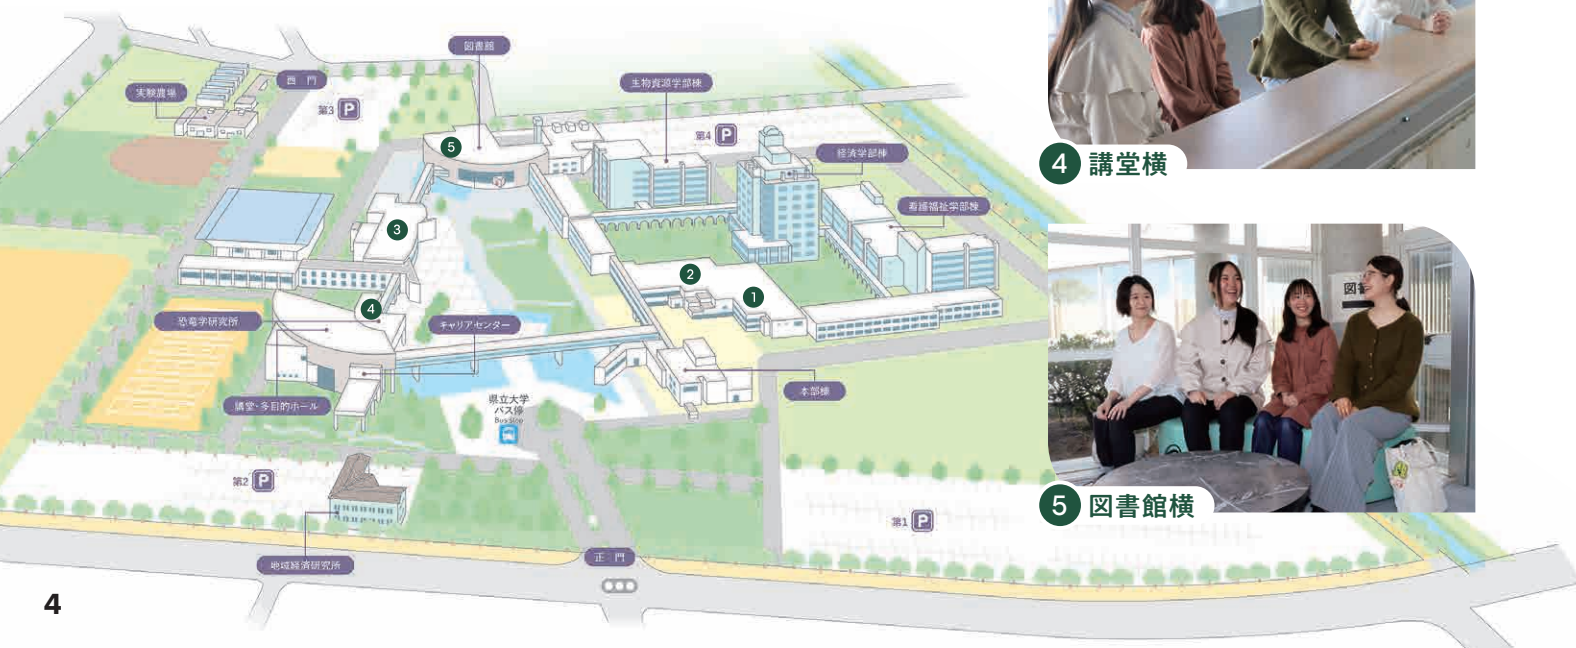 図書館
西 門
生物資源学部棟
実験農場
第3 P
第4 P
⑤
経済学部棟
④ 講堂横
看護福祉学部棟
③
②
①
④
恐竜学研究所
キャリアセンター
図書
本部棟
講堂・多目的ホール
県立大学
バス停
Bus Stop
第2 P
⑤ 図書館横
第1 P
正 門
地域経済研究所
4